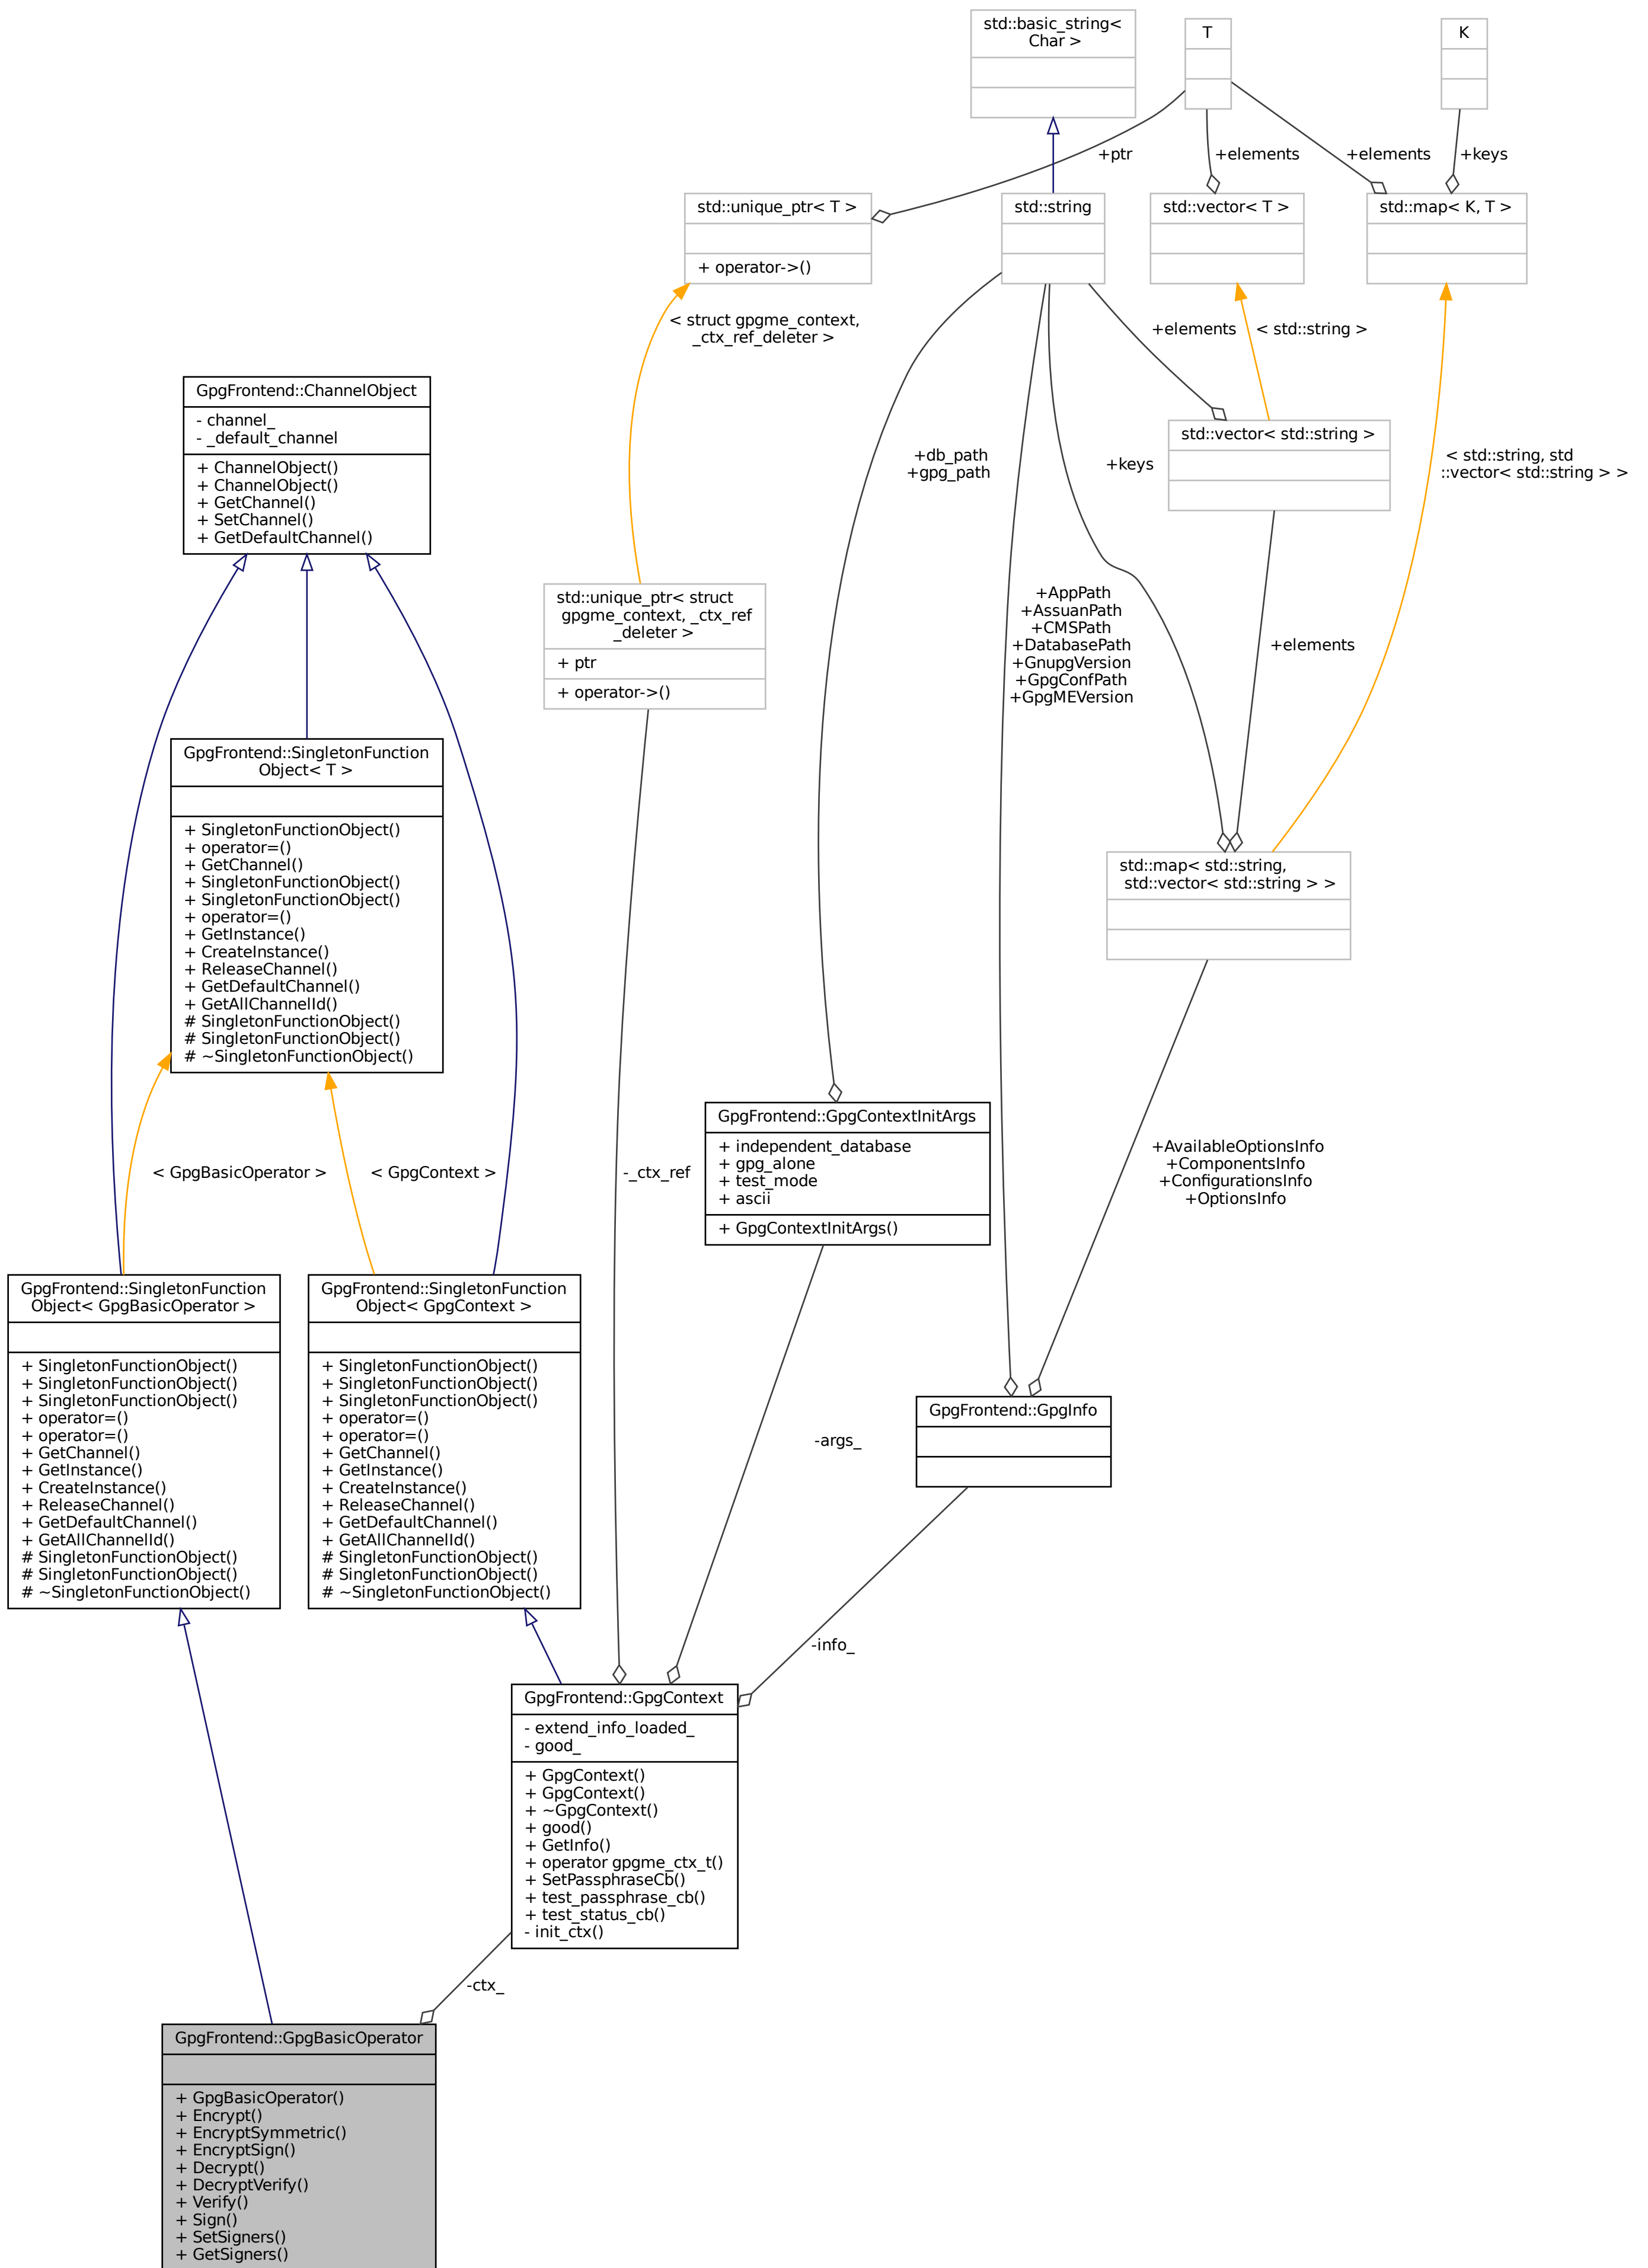 std::basic_string<
Char >
T
K
+ptr
+elements
+elements
+keys
std::unique_ptr< T >
+ operator->()
std::string
std::vector< T >
std::map< K, T >
< struct gpgme_context,
_ctx_ref_deleter >
+elements
< std::string >
GpgFrontend::ChannelObject
- channel_
- _default_channel
+ ChannelObject()
+ ChannelObject()
+ GetChannel()
+ SetChannel()
+ GetDefaultChannel()
+db_path
+gpg_path
+keys
std::vector< std::string >
< std::string, std
::vector< std::string > >
std::unique_ptr< struct
gpgme_context, _ctx_ref
_deleter >
+ ptr
+ operator->()
+AppPath
+AssuanPath
+CMSPath
+DatabasePath
+GnupgVersion
+GpgConfPath
+GpgMEVersion
+elements
GpgFrontend::SingletonFunction
Object< T >
+ SingletonFunctionObject()
+ operator=()
+ GetChannel()
+ SingletonFunctionObject()
+ SingletonFunctionObject()
+ operator=()
+ GetInstance()
+ CreateInstance()
+ ReleaseChannel()
+ GetDefaultChannel()
+ GetAllChannelId()
# SingletonFunctionObject()
# SingletonFunctionObject()
# ~SingletonFunctionObject()
std::map< std::string,
std::vector< std::string > >
< GpgBasicOperator >
< GpgContext >
-_ctx_ref
GpgFrontend::GpgContextInitArgs
+ independent_database
+ gpg_alone
+ test_mode
+ ascii
+ GpgContextInitArgs()
+AvailableOptionsInfo
+ComponentsInfo
+ConfigurationsInfo
+OptionsInfo
GpgFrontend::SingletonFunction
Object< GpgBasicOperator >
+ SingletonFunctionObject()
+ SingletonFunctionObject()
+ SingletonFunctionObject()
+ operator=()
+ operator=()
+ GetChannel()
+ GetInstance()
+ CreateInstance()
+ ReleaseChannel()
+ GetDefaultChannel()
+ GetAllChannelId()
# SingletonFunctionObject()
# SingletonFunctionObject()
# ~SingletonFunctionObject()
GpgFrontend::SingletonFunction
Object< GpgContext >
+ SingletonFunctionObject()
+ SingletonFunctionObject()
+ SingletonFunctionObject()
+ operator=()
+ operator=()
+ GetChannel()
+ GetInstance()
+ CreateInstance()
+ ReleaseChannel()
+ GetDefaultChannel()
+ GetAllChannelId()
# SingletonFunctionObject()
# SingletonFunctionObject()
# ~SingletonFunctionObject()
-args_
GpgFrontend::GpgInfo
-info_
GpgFrontend::GpgContext
- extend_info_loaded_
- good_
+ GpgContext()
+ GpgContext()
+ ~GpgContext()
+ good()
+ GetInfo()
+ operator gpgme_ctx_t()
+ SetPassphraseCb()
+ test_passphrase_cb()
+ test_status_cb()
- init_ctx()
-ctx_
GpgFrontend::GpgBasicOperator
+ GpgBasicOperator()
+ Encrypt()
+ EncryptSymmetric()
+ EncryptSign()
+ Decrypt()
+ DecryptVerify()
+ Verify()
+ Sign()
+ SetSigners()
+ GetSigners()